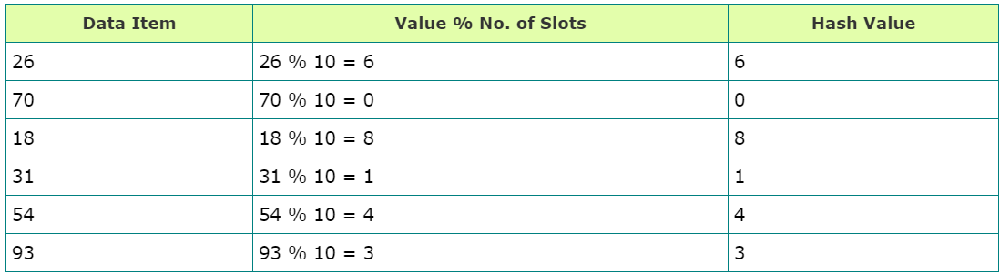 Data Item Value % No. of Slots Hash Value
26 26 % 10 = 6 6
70 70 % 10 = 0 0
18 18 % 10 = 8 8
31 31 % 10 = 1 1
54 54 % 10 = 4 4
93 93 % 10 = 3 3